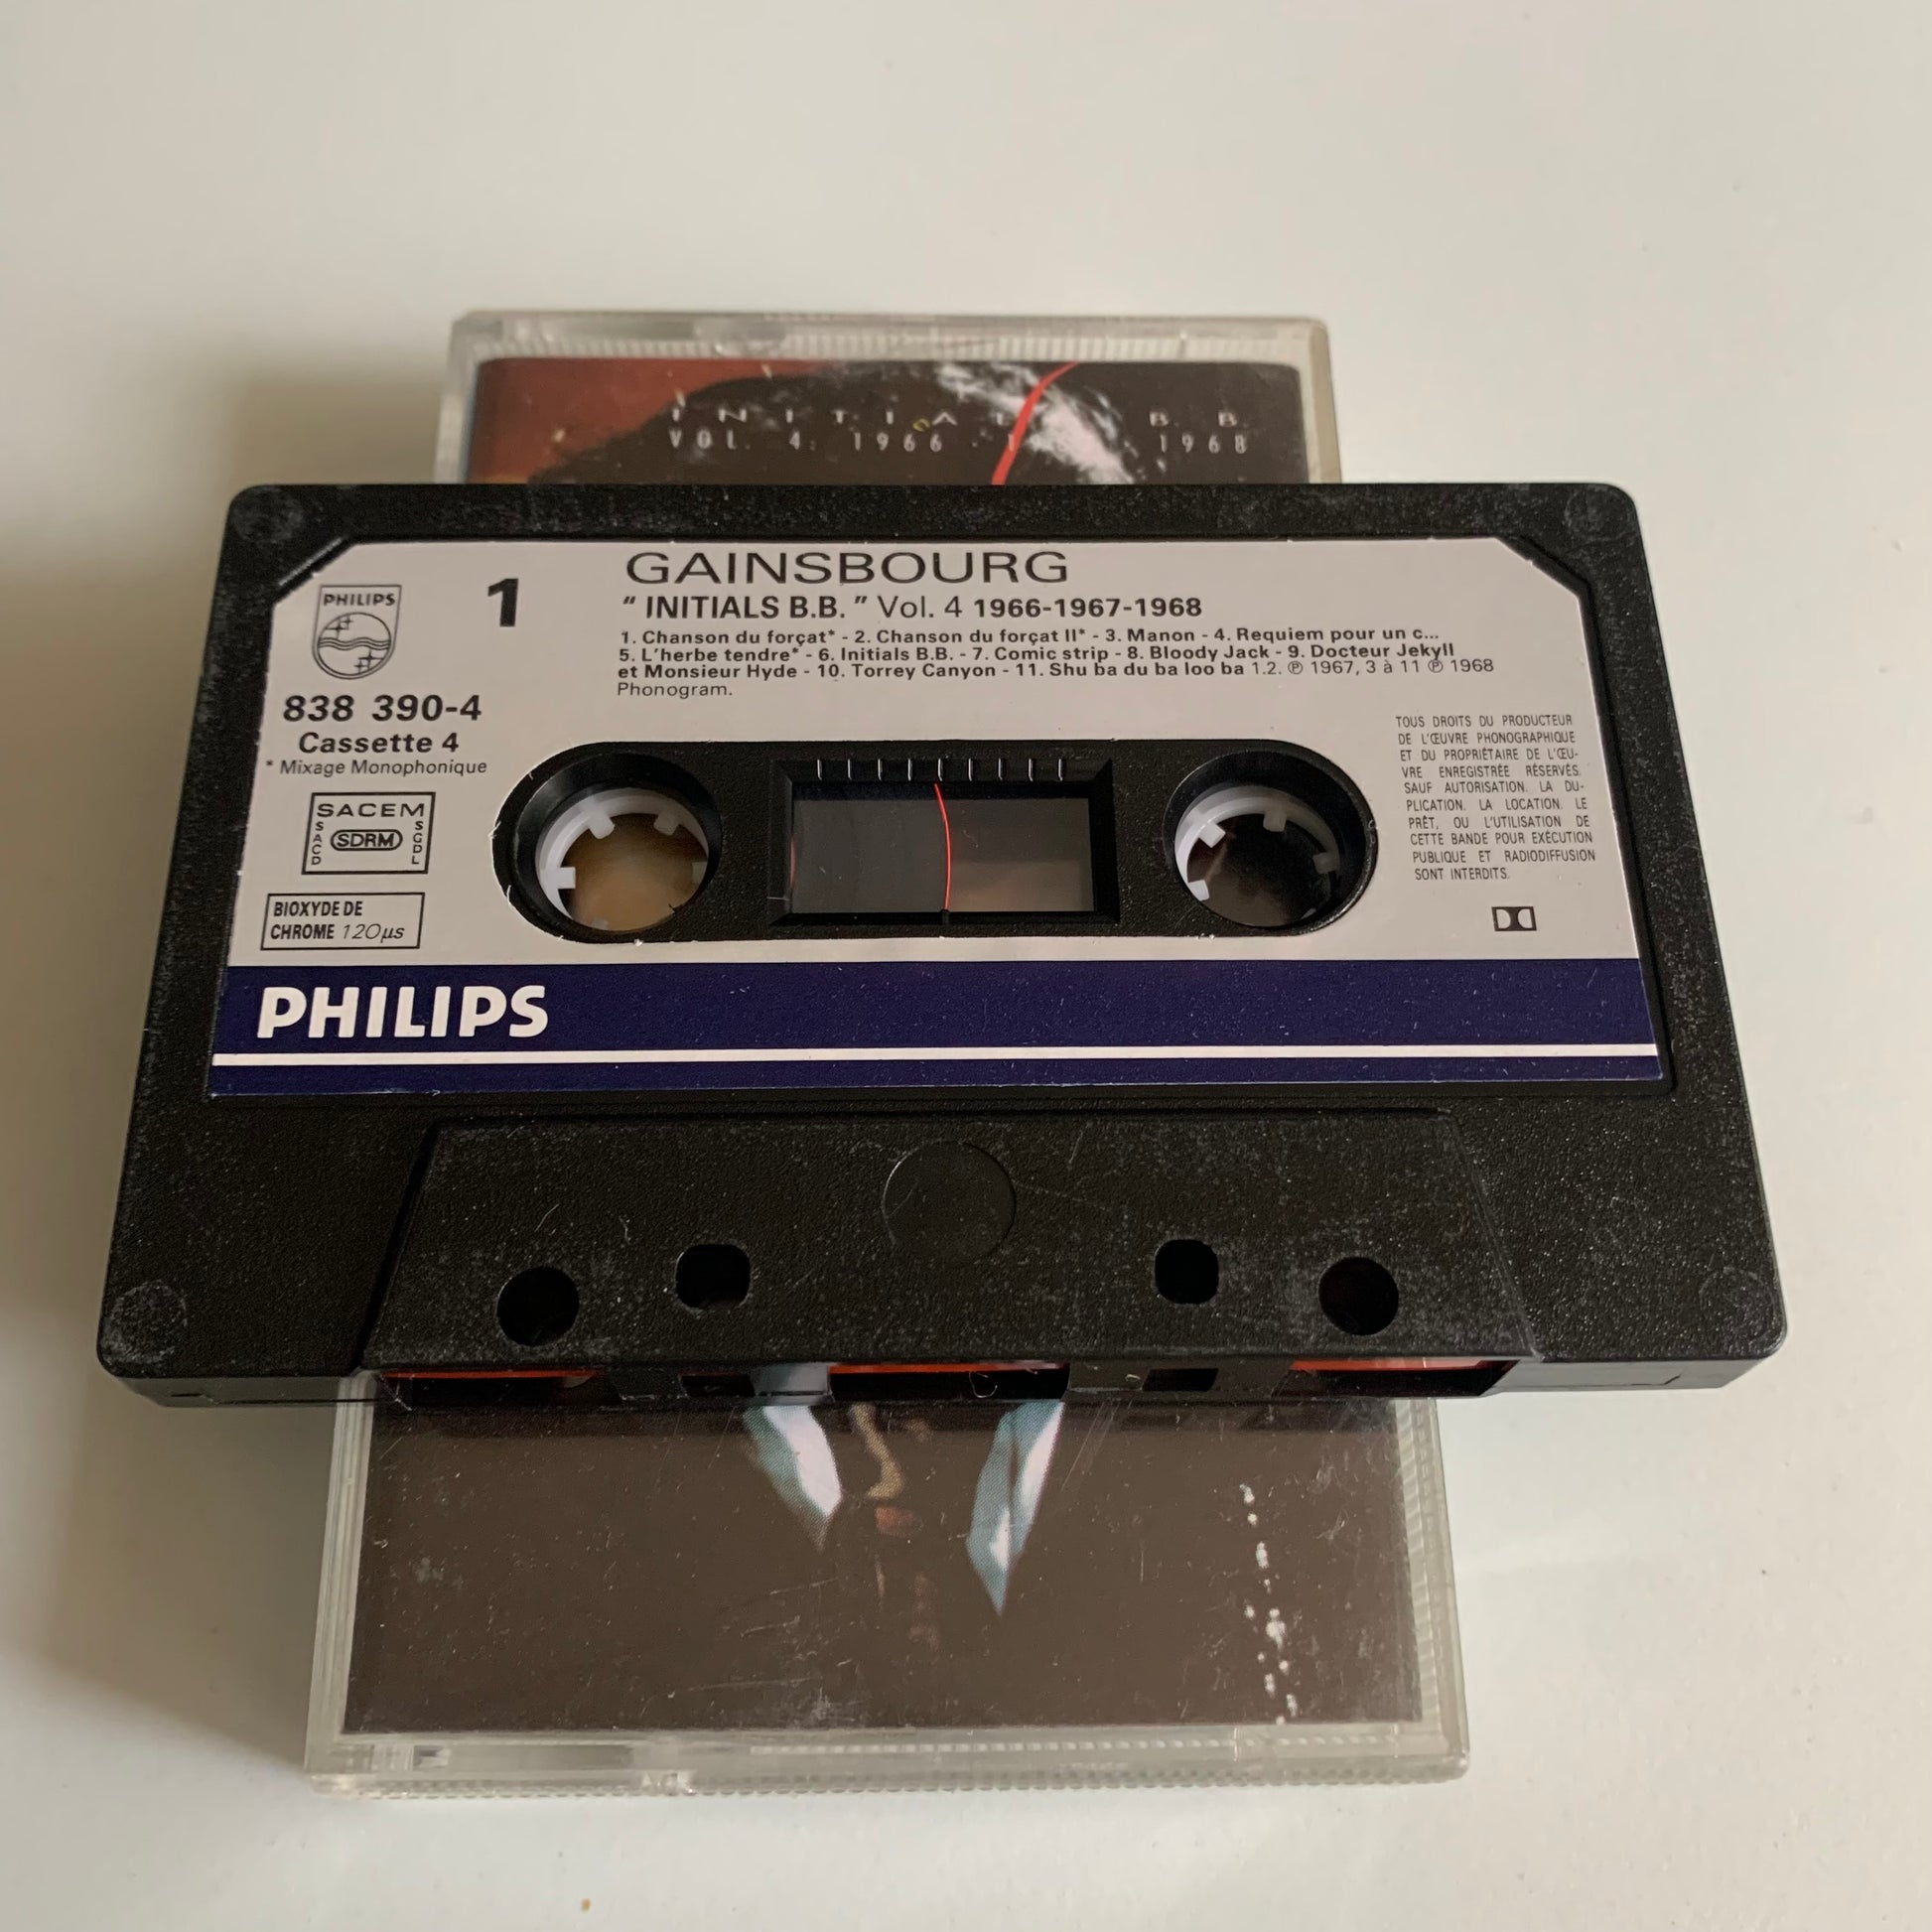 INITIAL B. B.
VOL. 4: 1966 · 1968
GAINSBOURG
PHILIPS
1
" INITIALS B.B. " Vol. 4 1966-1967-1968
1. Chanson du forçat* - 2. Chanson du forçat II* - 3. Manon - 4. Requiem pour un c...
5. L'herbe tendre* - 6. Initials B.B. - 7. Comic strip - 8. Bloody Jack - 9. Docteur Jekyll
et Monsieur Hyde - 10. Torrey Canyon - 11. Shu ba du ba loo ba 1.2. ℗ 1967, 3 à 11 ℗ 1968
Phonogram.
838 390-4
Cassette 4
* Mixage Monophonique
SACEM
SACD
SDRM
SGDL
BIOXYDE DE
CHROME 120µs
TOUS DROITS DU PRODUCTEUR
DE L'ŒUVRE PHONOGRAPHIQUE
ET DU PROPRIÉTAIRE DE L'ŒU-
VRE ENREGISTRÉE RÉSERVÉS.
SAUF AUTORISATION. LA DU-
PLICATION. LA LOCATION. LE
PRÊT, OU L'UTILISATION DE
CETTE BANDE POUR EXÉCUTION
PUBLIQUE ET RADIODIFFUSION
SONT INTERDITS.
PHILIPS